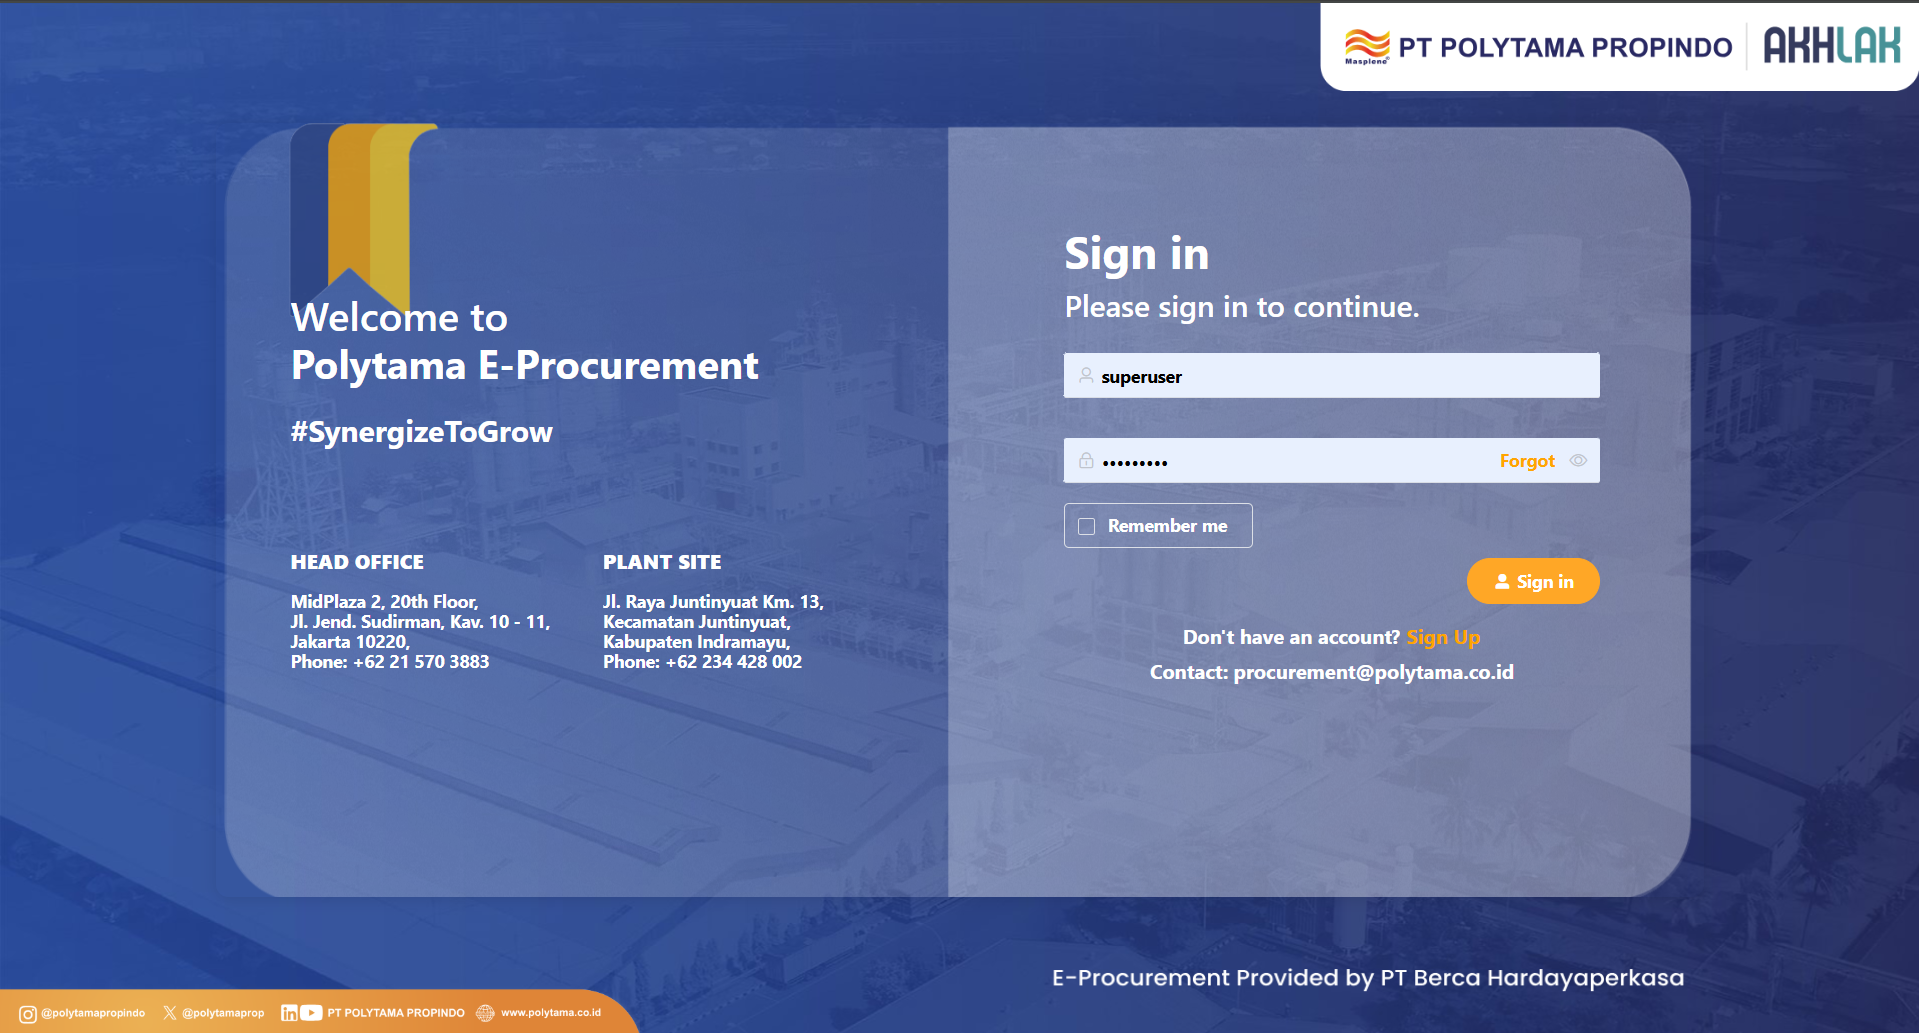 Masplene
PT POLYTAMA PROPINDO
AKHLAK
Welcome to
Polytama E-Procurement
#SynergizeToGrow
HEAD OFFICE
MidPlaza 2, 20th Floor,
Jl. Jend. Sudirman, Kav. 10 - 11,
Jakarta 10220,
Phone: +62 21 570 3883
PLANT SITE
Jl. Raya Juntinyuat Km. 13,
Kecamatan Juntinyuat,
Kabupaten Indramayu,
Phone: +62 234 428 002
Sign in
Please sign in to continue.
superuser
••••••••• Forgot
Remember me
Sign in
Don't have an account? Sign Up
Contact: procurement@polytama.co.id
E-Procurement Provided by PT Berca Hardayaperkasa
@polytamapropindo @polytamaprop PT POLYTAMA PROPINDO www.polytama.co.id